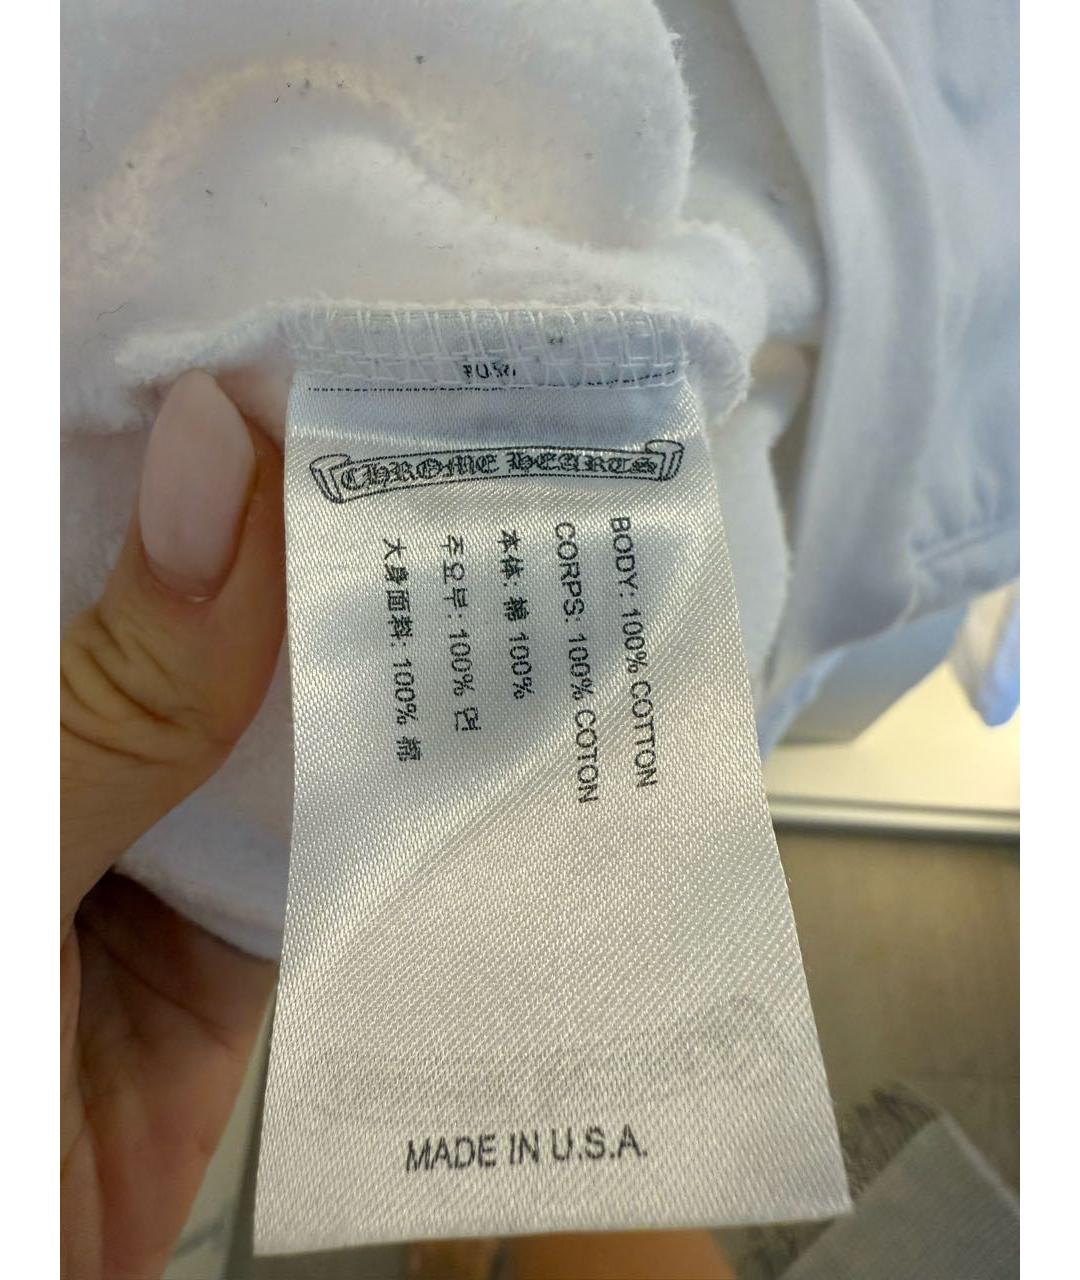 CHROME HEARTS
BODY: 100% COTTON
CORPS: 100% COTON
本体: 綿 100%
주요부: 100% 면
大身面料: 100% 棉
MADE IN U.S.A.